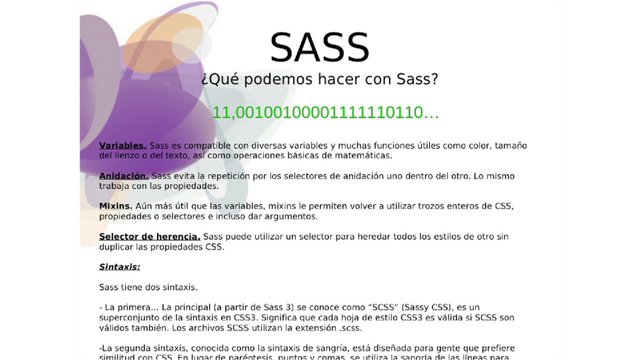 SASS
¿Qué podemos hacer con Sass?
11,00100100001111110110…
Variables. Sass es compatible con diversas variables y muchas funciones útiles como color, tamaño
del lienzo o del texto, así como operaciones básicas de matemáticas.
Anidación. Sass evita la repetición por los selectores de anidación uno dentro del otro. Lo mismo
trabaja con las propiedades.
Mixins. Aún más útil que las variables, mixins le permiten volver a utilizar trozos enteros de CSS,
propiedades o selectores e incluso dar argumentos.
Selector de herencia. Sass puede utilizar un selector para heredar todos los estilos de otro sin
duplicar las propiedades CSS.
Sintaxis:
Sass tiene dos sintaxis.
- La primera... La principal (a partir de Sass 3) se conoce como “SCSS” (Sassy CSS), es un
superconjunto de la sintaxis en CSS3. Significa que cada hoja de estilo CSS3 es válida si SCSS son
válidos también. Los archivos SCSS utilizan la extensión .scss.
-La segunda sintaxis, conocida como la sintaxis de sangría, está diseñada para gente que prefiere
similitud con CSS. En lugar de paréntesis, puntos y comas, se utiliza la sangría de las líneas para